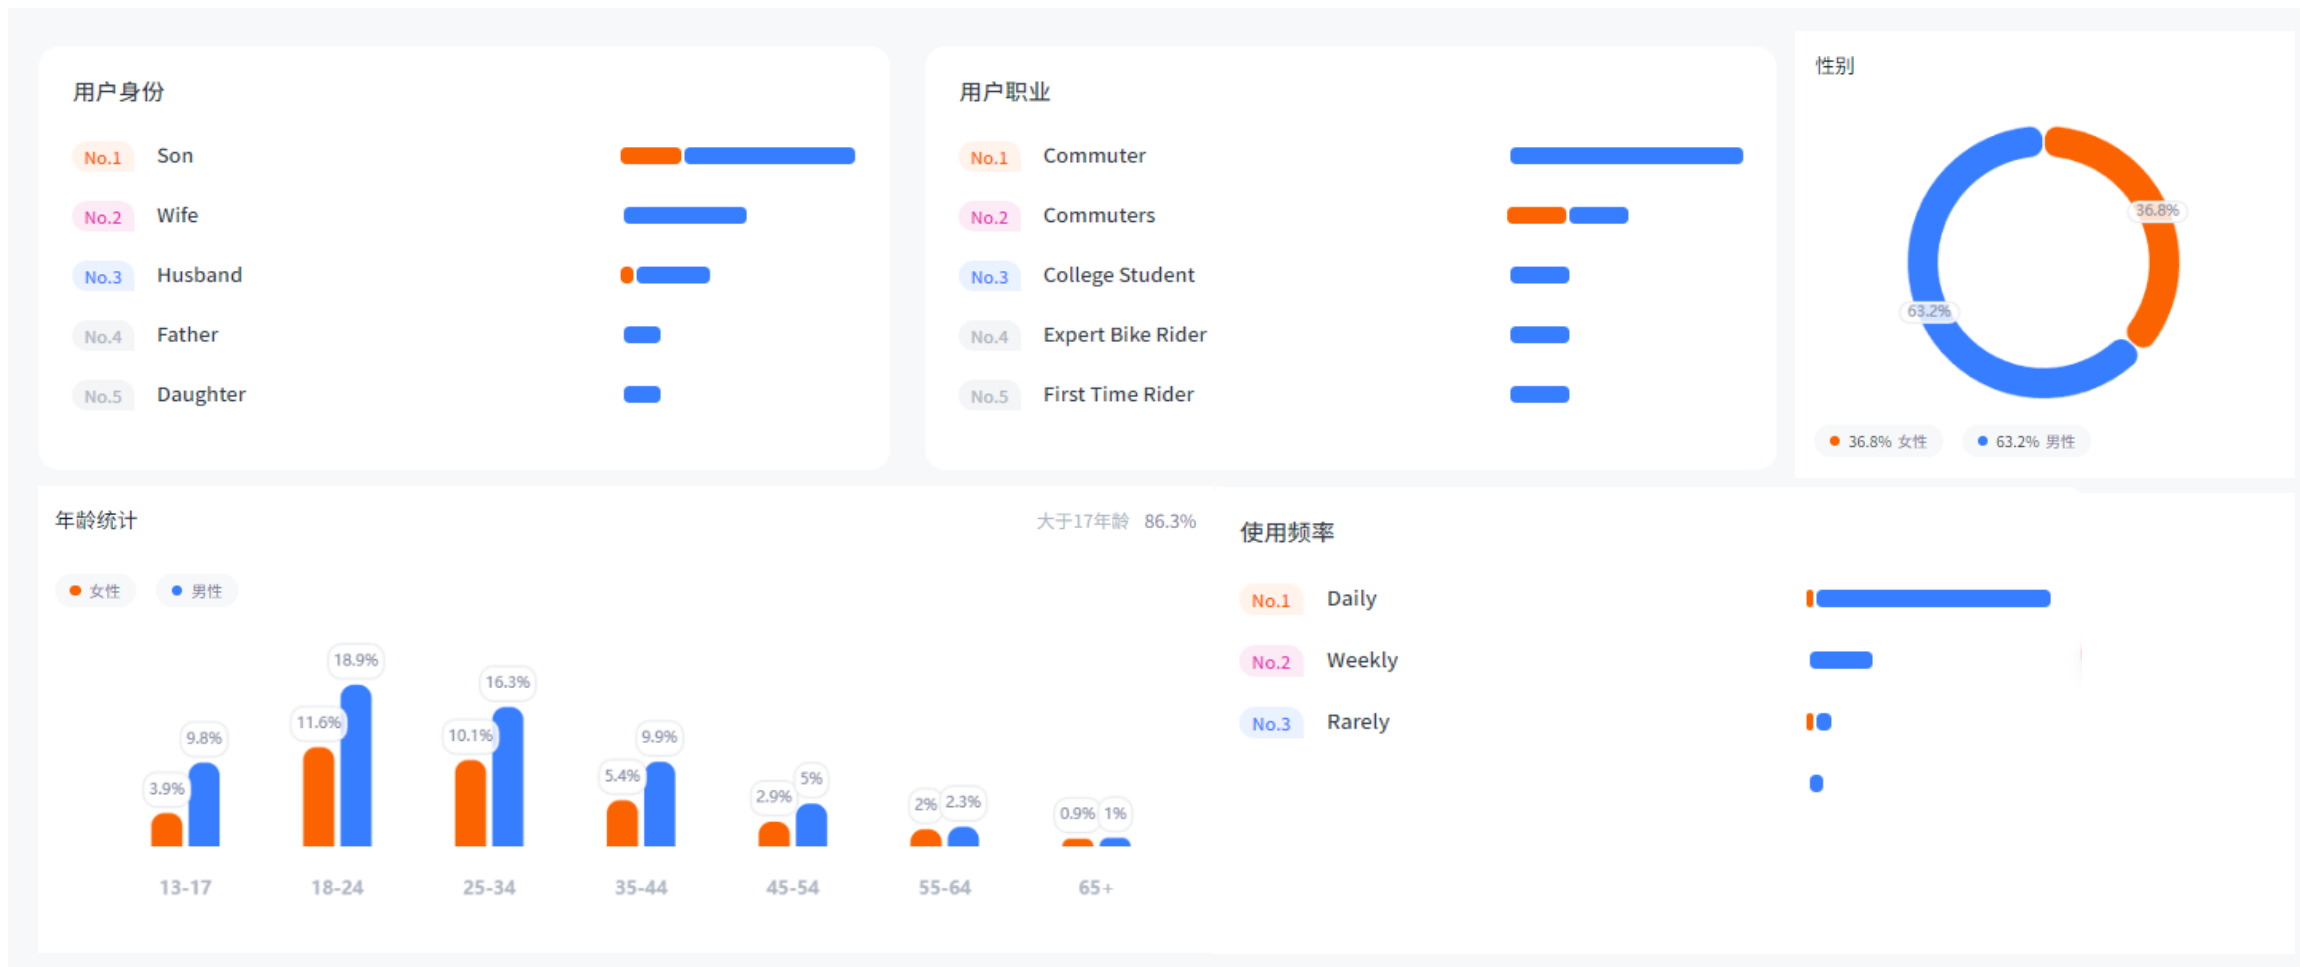 用户身份
No.1 Son
No.2 Wife
No.3 Husband
No.4 Father
No.5 Daughter
用户职业
No.1 Commuter
No.2 Commuters
No.3 College Student
No.4 Expert Bike Rider
No.5 First Time Rider
性别
36.8%
63.2%
36.8% 女性
63.2% 男性
年龄统计
大于17年龄 86.3%
女性
男性
3.9%
9.8%
11.6%
18.9%
10.1%
16.3%
5.4%
9.9%
2.9%
5%
2%
2.3%
0.9%
1%
13-17
18-24
25-34
35-44
45-54
55-64
65+
使用频率
No.1 Daily
No.2 Weekly
No.3 Rarely